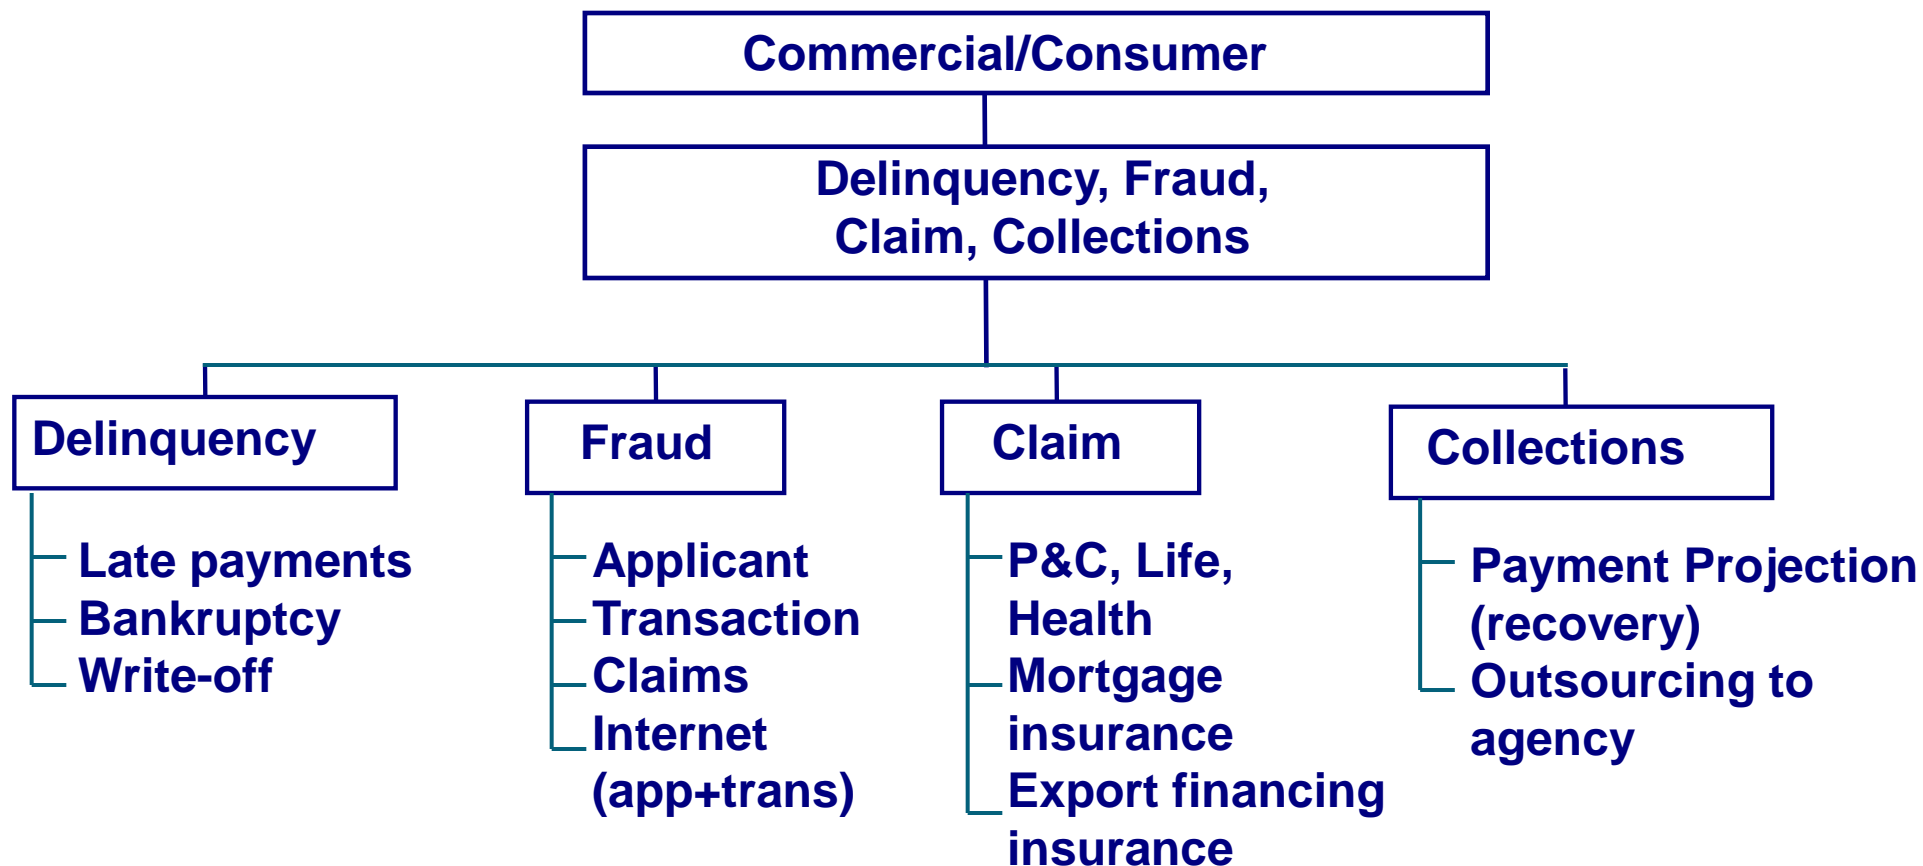 Commercial/Consumer
Delinquency, Fraud,
Claim, Collections
Delinquency
Late payments
Bankruptcy
Write-off
Fraud
Applicant
Transaction
Claims
Internet
(app+trans)
Claim
P&C, Life,
Health
Mortgage
insurance
Export financing
insurance
Collections
Payment Projection
(recovery)
Outsourcing to
agency